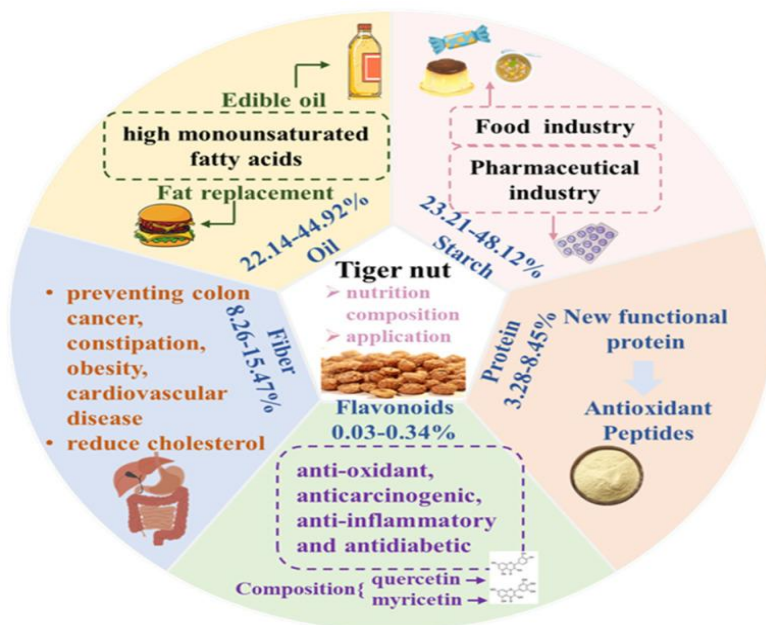 Edible oil
high monounsaturated
fatty acids
Fat replacement
22.14-44.92%
Oil
Food industry
Pharmaceutical
industry
23.21-48.12%
Starch
Tiger nut
➢ nutrition
composition
➢ application
• preventing colon
cancer,
constipation,
obesity,
cardiovascular
disease
• reduce cholesterol
Fiber
8.26-15.47%
Protein
3.28-8.45%
New functional
protein
Antioxidant
Peptides
Flavonoids
0.03-0.34%
anti-oxidant,
anticarcinogenic,
anti-inflammatory
and antidiabetic
Composition{
quercetin
myricetin